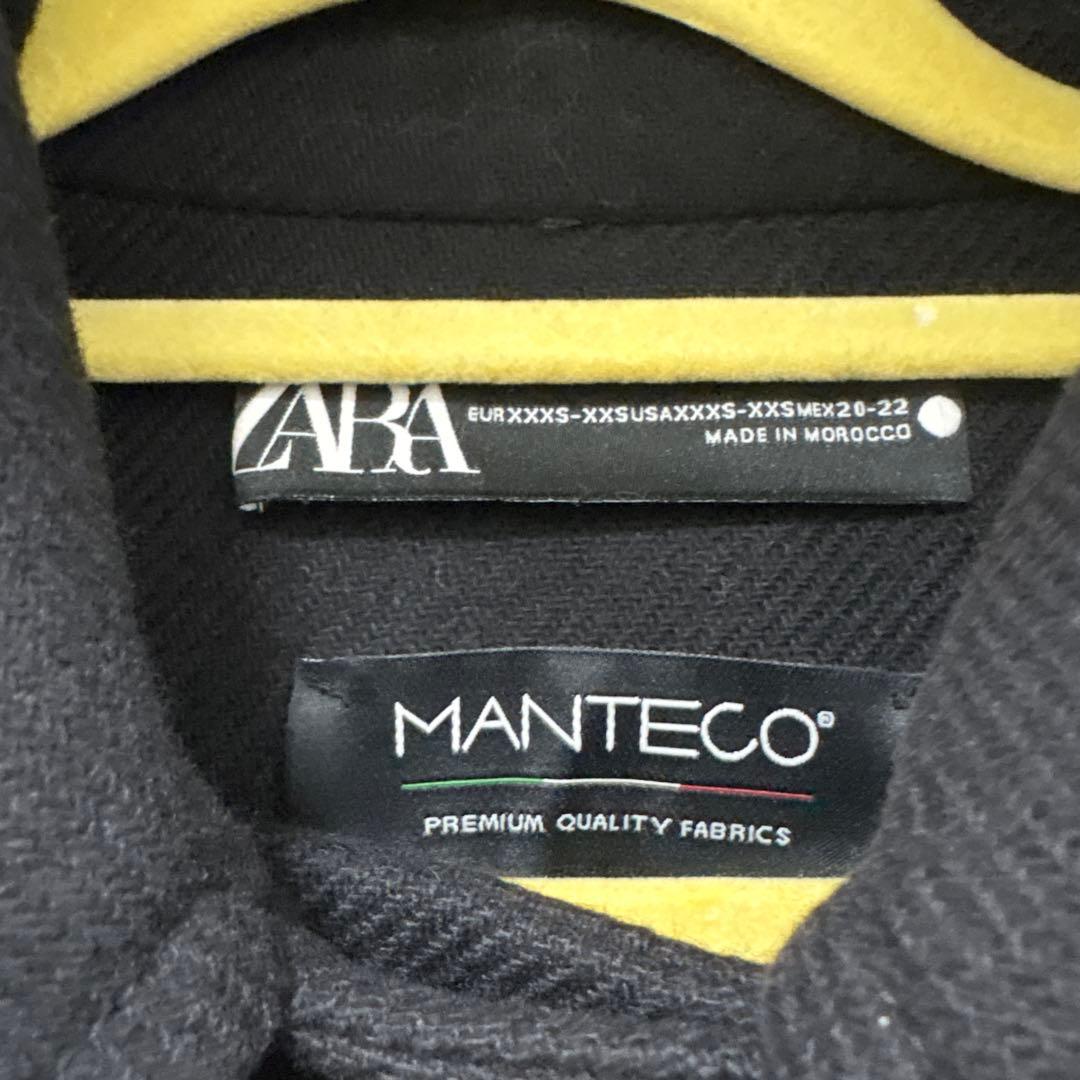 ZARA
EUR XXXS-XXS USA XXXS-XXS MEX 20-22
MADE IN MOROCCO
MANTECO®
PREMIUM QUALITY FABRICS